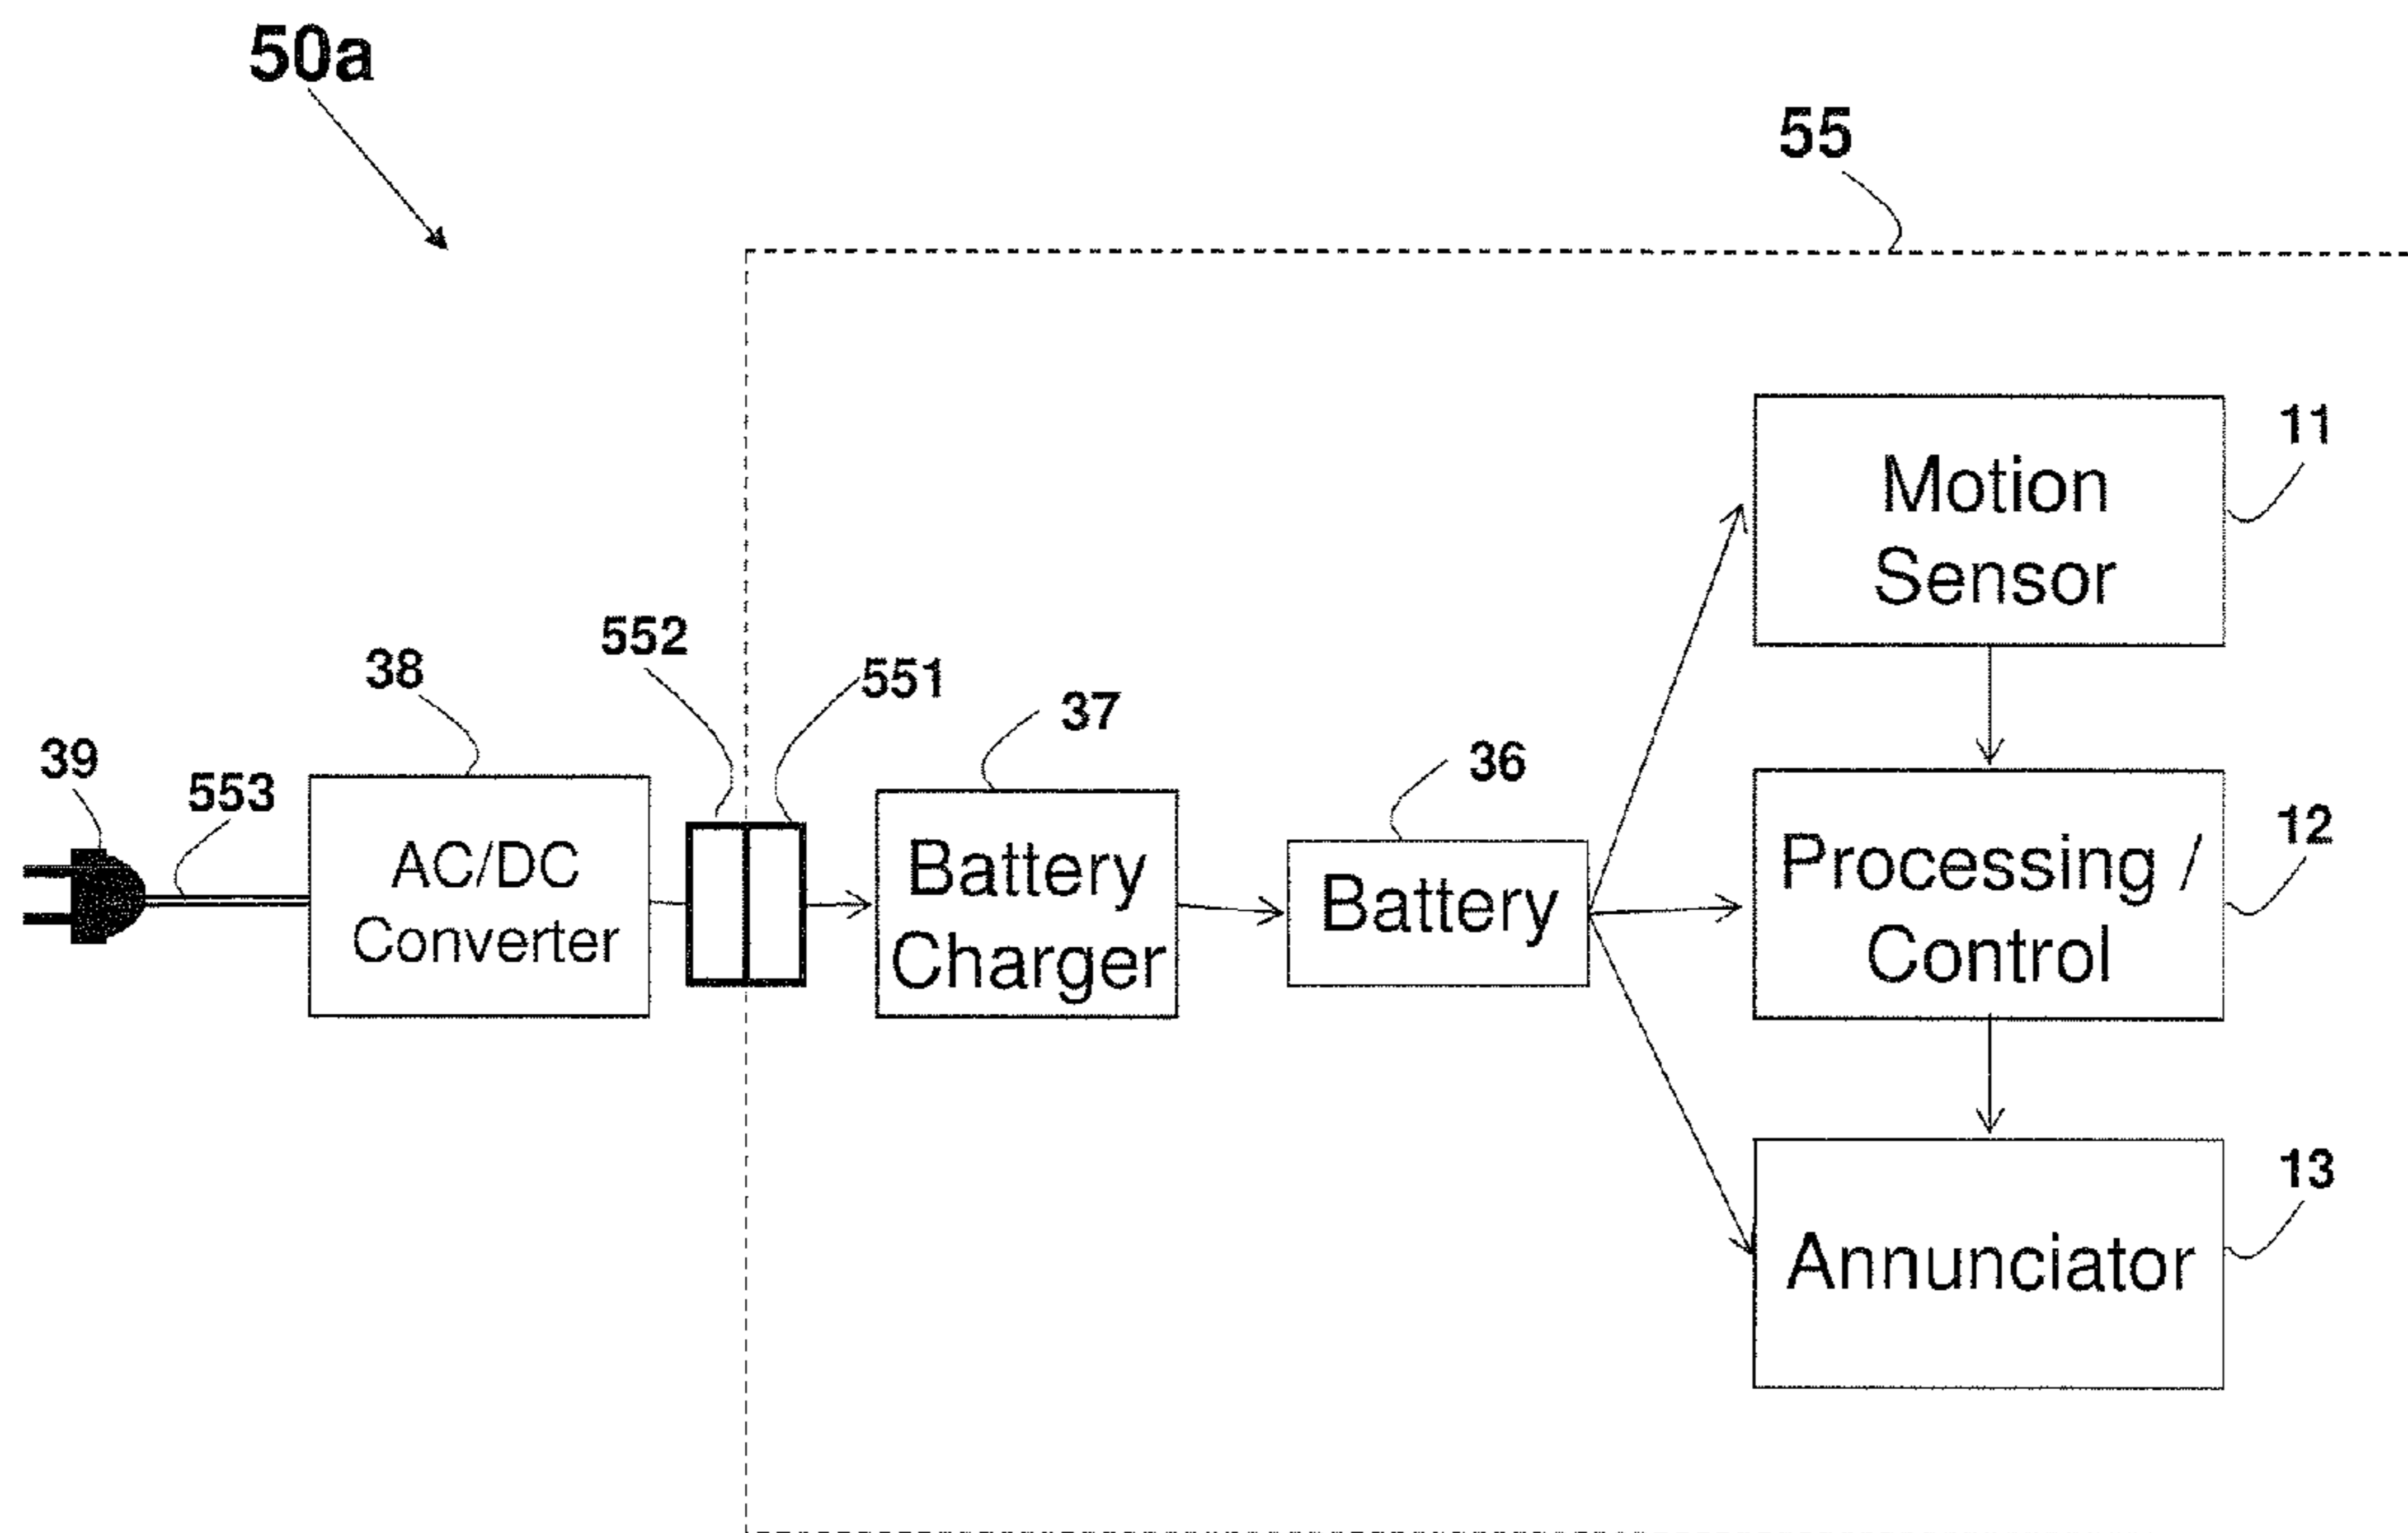 50a
55
11
Motion
Sensor
552
551
38
37
39
553
36
AC/DC
Converter
Battery
Charger
Battery
Processing /
Control
12
13
Annunciator